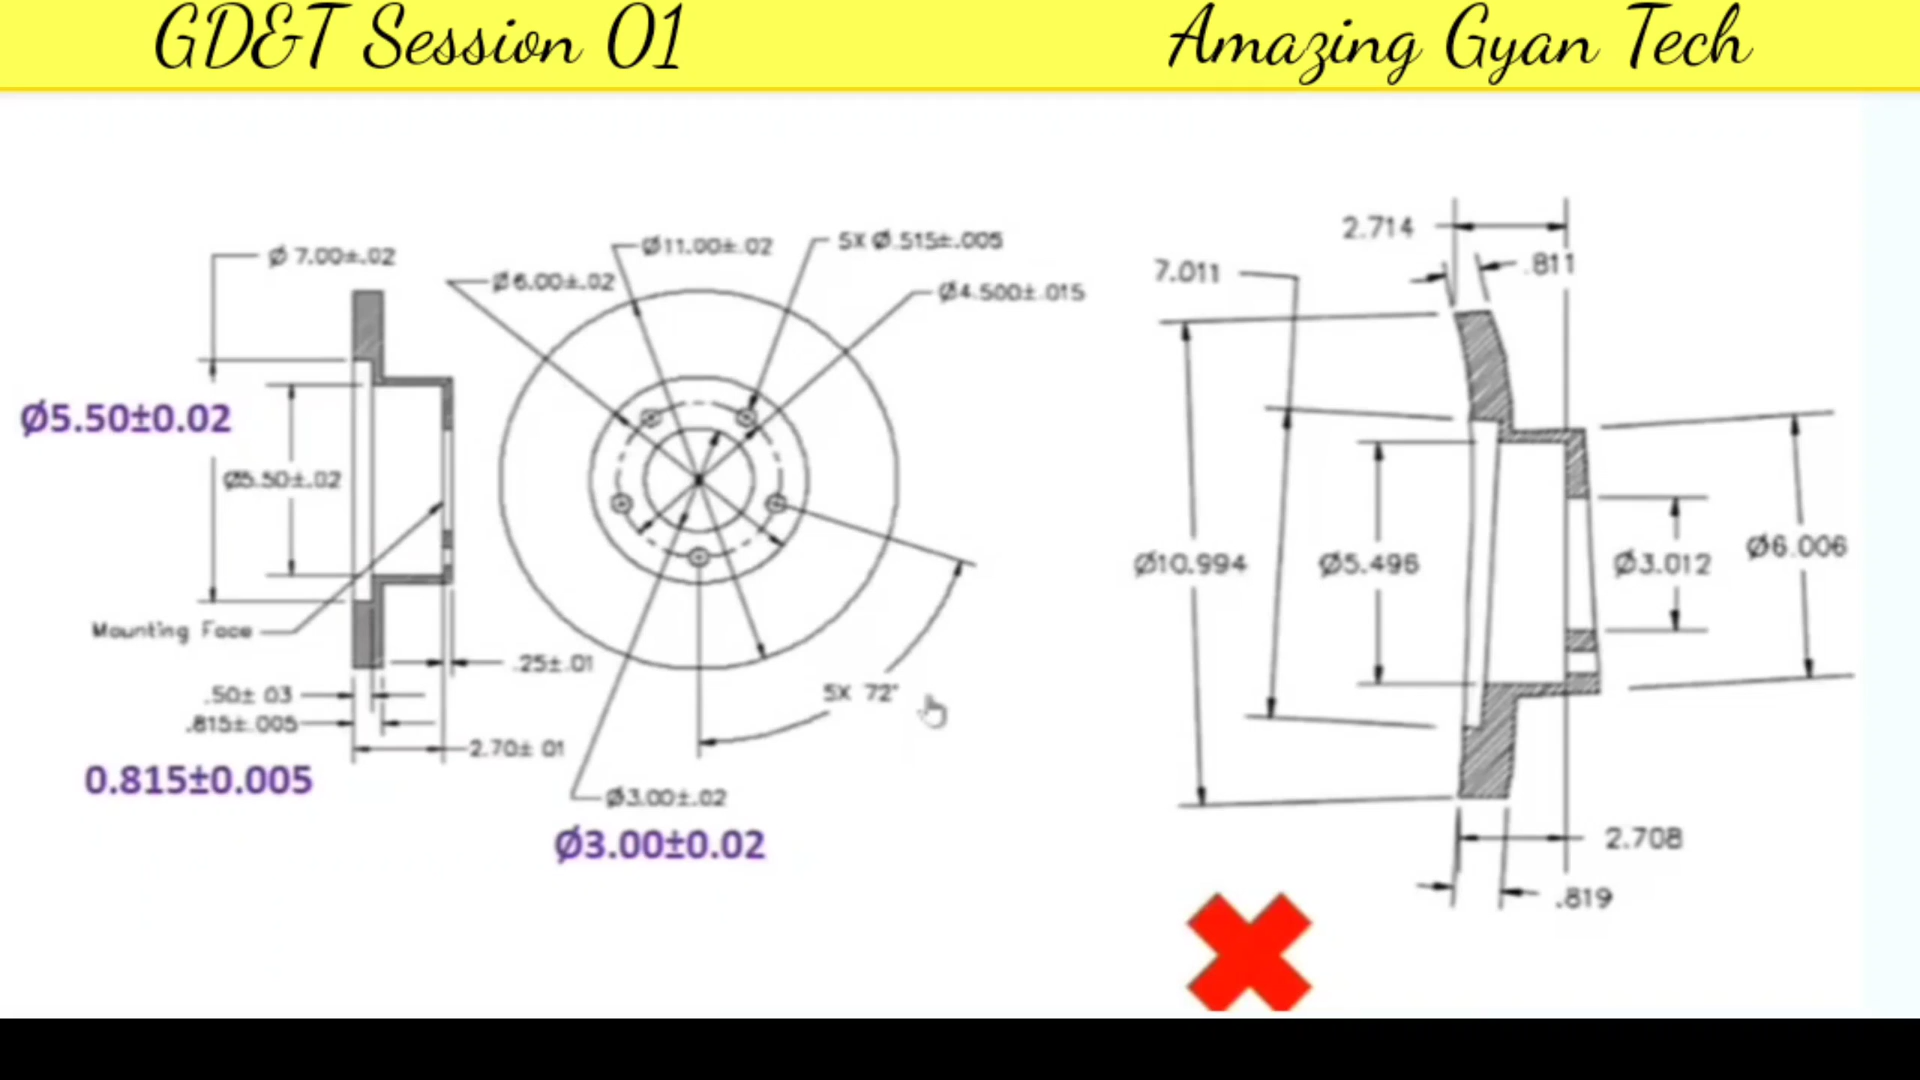 GD&T Session 01
Amazing Gyan Tech
Ø 7.00±.02
Ø6.00±.02
Ø11.00±.02
5X Ø.515±.005
Ø4.500±.015
Ø5.50±0.02
Ø5.50±.02
Mounting Face
.25±.01
.50± 03
.815±.005
2.70± 01
0.815±0.005
5X 72°
Ø3.00±.02
Ø3.00±0.02
2.714
.811
7.011
Ø10.994
Ø5.496
Ø3.012
Ø6.006
2.708
.819